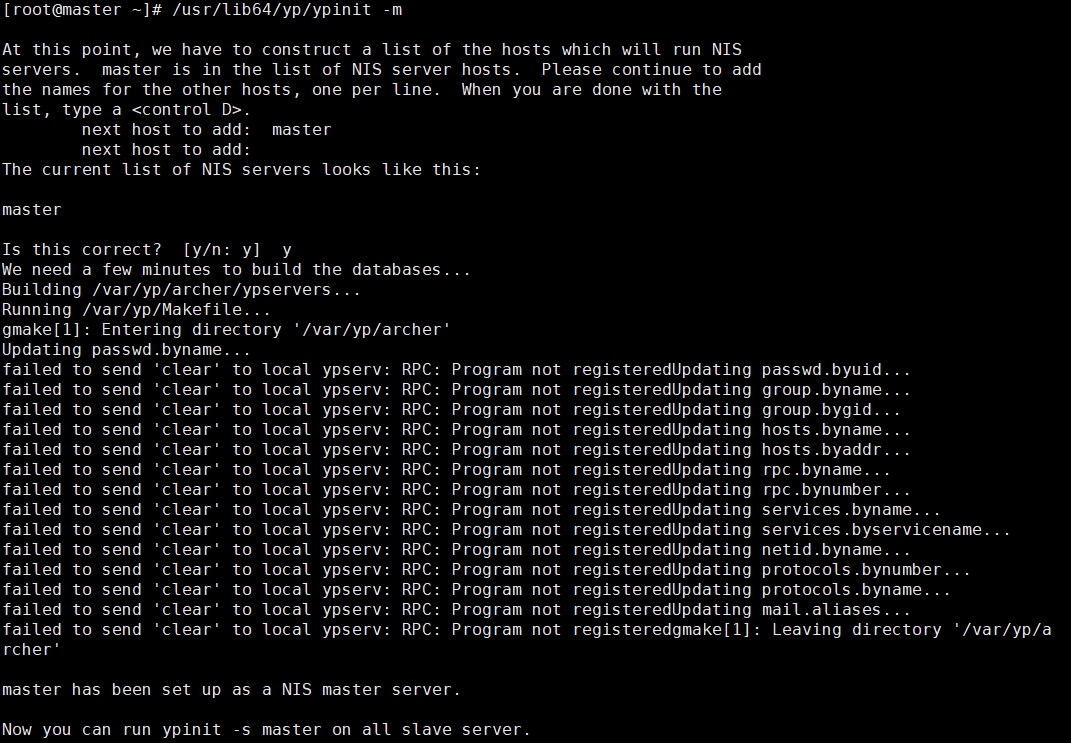 [root@master ~]# /usr/lib64/yp/ypinit -m

At this point, we have to construct a list of the hosts which will run NIS
servers.  master is in the list of NIS server hosts.  Please continue to add
the names for the other hosts, one per line.  When you are done with the
list, type a <control D>.
        next host to add:  master
        next host to add:
The current list of NIS servers looks like this:

master

Is this correct?  [y/n: y]  y
We need a few minutes to build the databases...
Building /var/yp/archer/ypservers...
Running /var/yp/Makefile...
gmake[1]: Entering directory '/var/yp/archer'
Updating passwd.byname...
failed to send 'clear' to local ypserv: RPC: Program not registeredUpdating passwd.byuid...
failed to send 'clear' to local ypserv: RPC: Program not registeredUpdating group.byname...
failed to send 'clear' to local ypserv: RPC: Program not registeredUpdating group.bygid...
failed to send 'clear' to local ypserv: RPC: Program not registeredUpdating hosts.byname...
failed to send 'clear' to local ypserv: RPC: Program not registeredUpdating hosts.byaddr...
failed to send 'clear' to local ypserv: RPC: Program not registeredUpdating rpc.byname...
failed to send 'clear' to local ypserv: RPC: Program not registeredUpdating rpc.bynumber...
failed to send 'clear' to local ypserv: RPC: Program not registeredUpdating services.byname...
failed to send 'clear' to local ypserv: RPC: Program not registeredUpdating services.byservicename...
failed to send 'clear' to local ypserv: RPC: Program not registeredUpdating netid.byname...
failed to send 'clear' to local ypserv: RPC: Program not registeredUpdating protocols.bynumber...
failed to send 'clear' to local ypserv: RPC: Program not registeredUpdating protocols.byname...
failed to send 'clear' to local ypserv: RPC: Program not registeredUpdating mail.aliases...
failed to send 'clear' to local ypserv: RPC: Program not registeredgmake[1]: Leaving directory '/var/yp/a
rcher'

master has been set up as a NIS master server.

Now you can run ypinit -s master on all slave server.